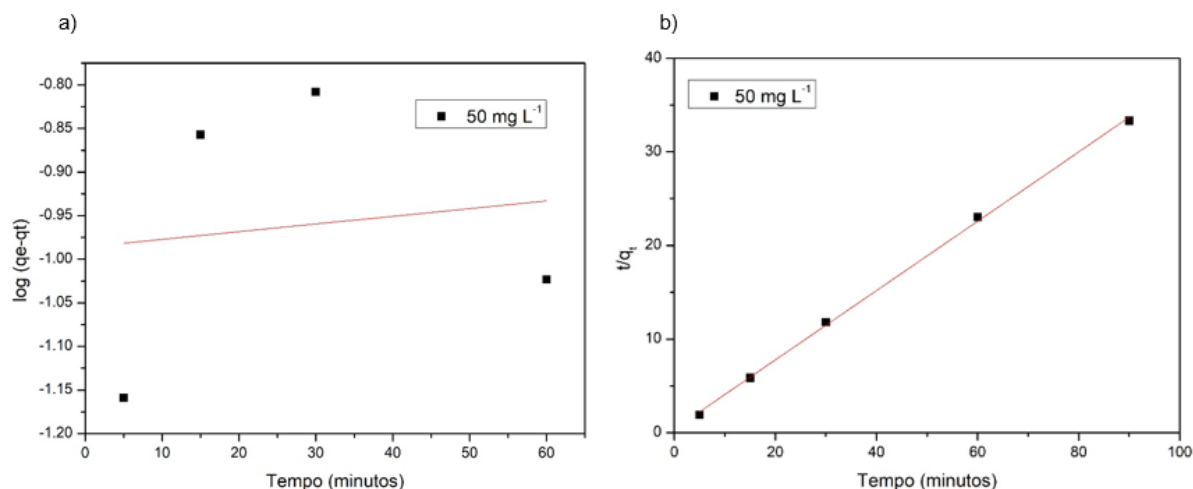 a)
-0.80
-0.85
-0.90
-0.95
-1.00
-1.05
-1.10
-1.15
-1.20
log (qe-qt)
50 mg L⁻¹
0 10 20 30 40 50 60
Tempo (minutos)
b)
40
30
20
10
0
t/qₜ
50 mg L⁻¹
0 20 40 60 80 100
Tempo (minutos)